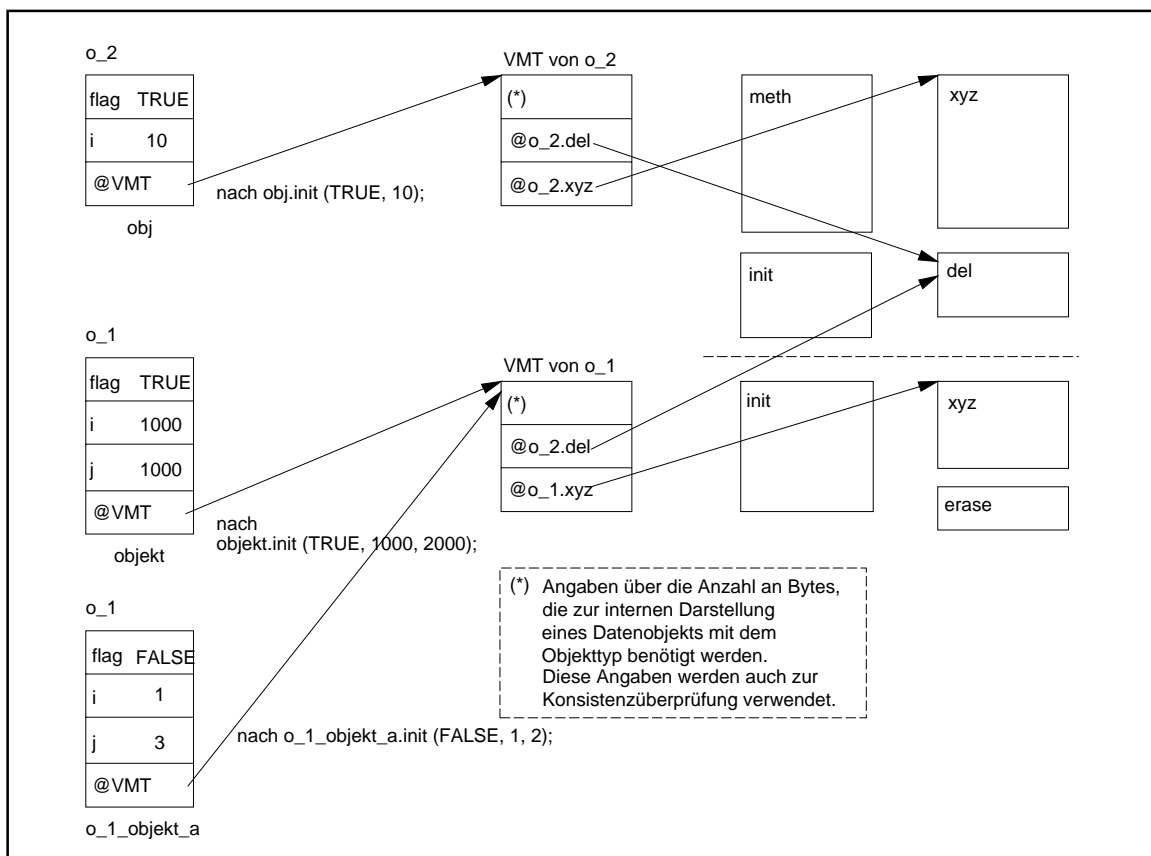 o_2
flag TRUE
i 10
@VMT
obj
nach obj.init (TRUE, 10);
VMT von o_2
(*)
@o_2.del
@o_2.xyz
meth
xyz
init
del
o_1
flag TRUE
i 1000
j 1000
@VMT
objekt
nach
objekt.init (TRUE, 1000, 2000);
VMT von o_1
(*)
@o_2.del
@o_1.xyz
init
xyz
erase
o_1
flag FALSE
i 1
j 3
@VMT
o_1_objekt_a
nach o_1_objekt_a.init (FALSE, 1, 2);
(*) Angaben über die Anzahl an Bytes,
die zur internen Darstellung
eines Datenobjekts mit dem
Objekttyp benötigt werden.
Diese Angaben werden auch zur
Konsistenzüberprüfung verwendet.